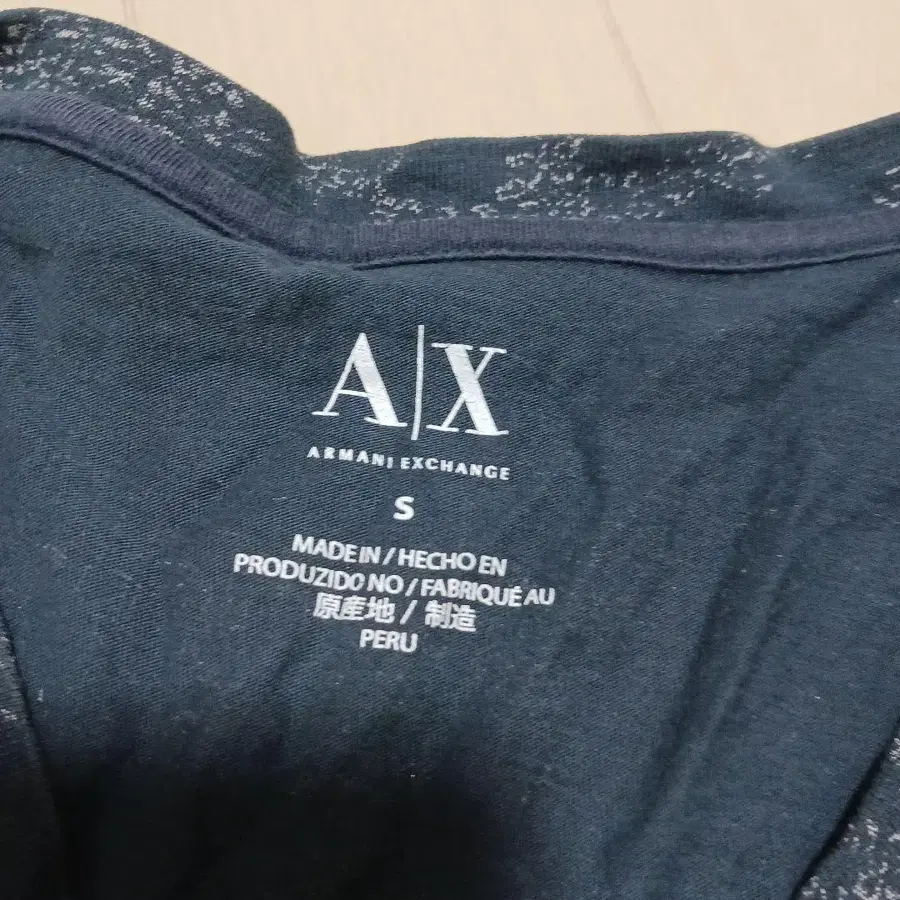 A|X
ARMANI EXCHANGE
S
MADE IN / HECHO EN
PRODUZIDO NO / FABRIQUÉ AU
原産地 / 制造
PERU